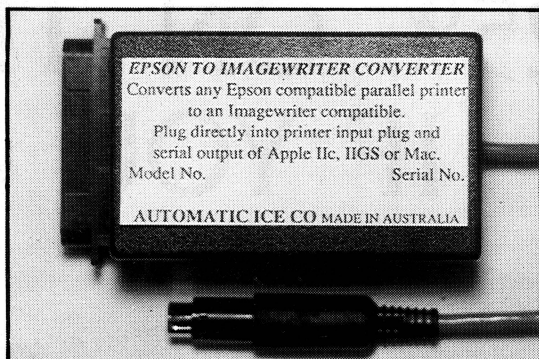 EPSON TO IMAGEWRITER CONVERTER
Converts any Epson compatible parallel printer
to an Imagewriter compatible.
Plug directly into printer input plug and
serial output of Apple IIc, IIGS or Mac.
Model No. Serial No.
AUTOMATIC ICE CO MADE IN AUSTRALIA